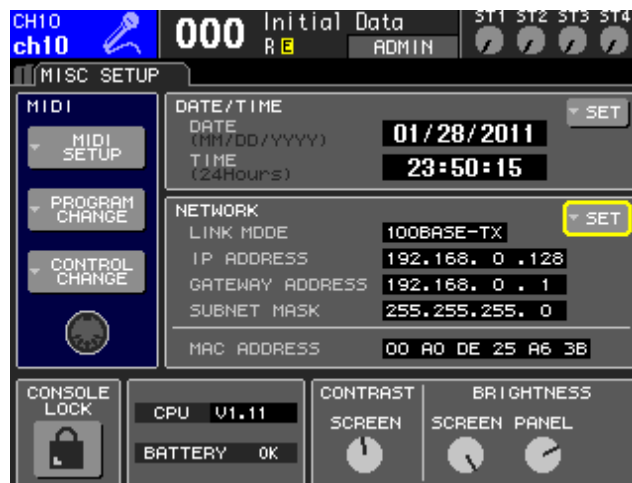 CH10
ch10
000
Initial Data
R E
ADMIN
ST1 ST2 ST3 ST4
MISC SETUP
MIDI
MIDI
SETUP
PROGRAM
CHANGE
CONTROL
CHANGE
DATE/TIME
SET
DATE
(MM/DD/YYYY)
01/28/2011
TIME
(24Hours)
23:50:15
NETWORK
SET
LINK MODE
100BASE-TX
IP ADDRESS
192.168. 0 .128
GATEWAY ADDRESS
192.168. 0 . 1
SUBNET MASK
255.255.255. 0
MAC ADDRESS
00 A0 DE 25 A6 3B
CONSOLE
LOCK
CPU V1.11
BATTERY OK
CONTRAST
SCREEN
BRIGHTNESS
SCREEN PANEL